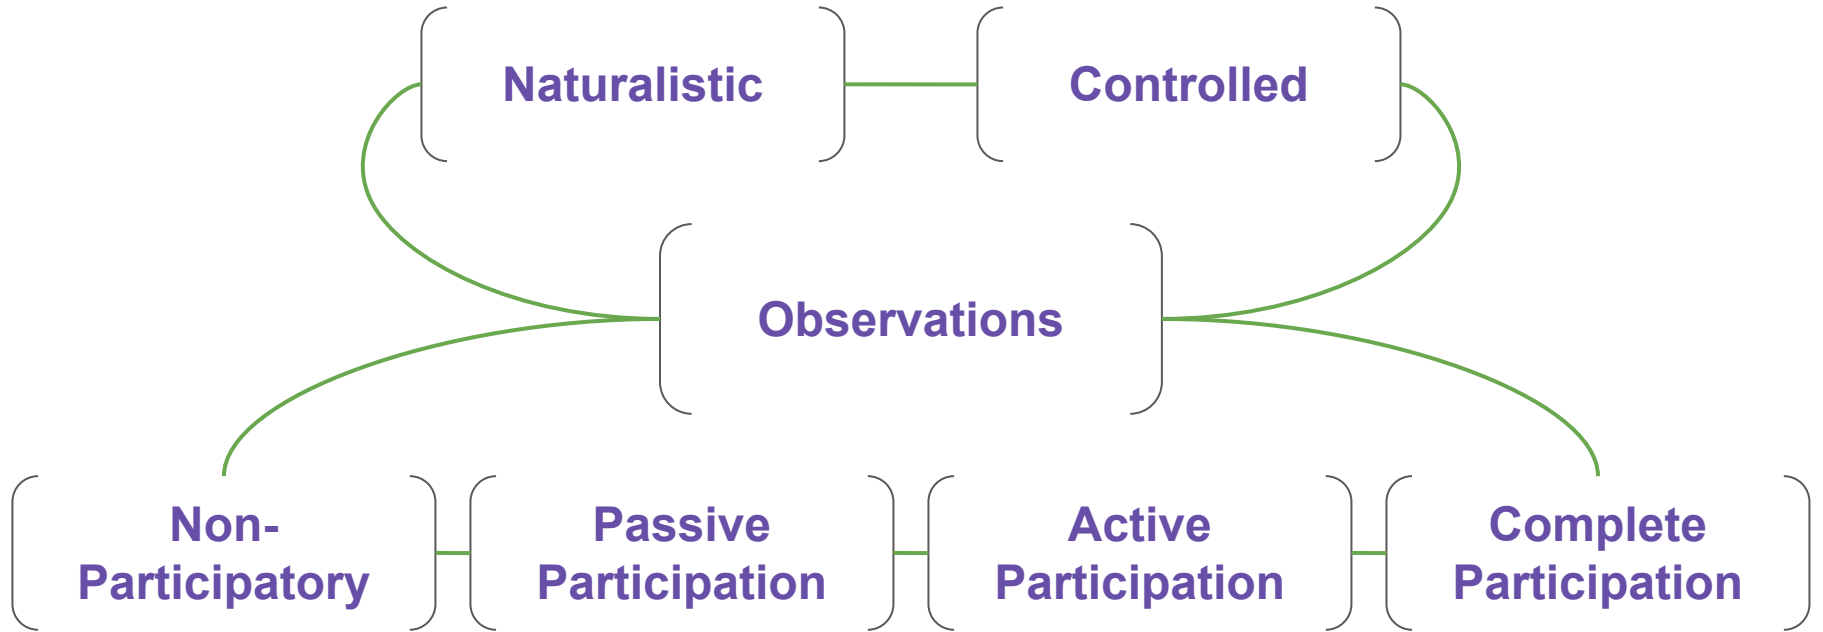 Naturalistic
Controlled
Observations
Non-
Participatory
Passive
Participation
Active
Participation
Complete
Participation